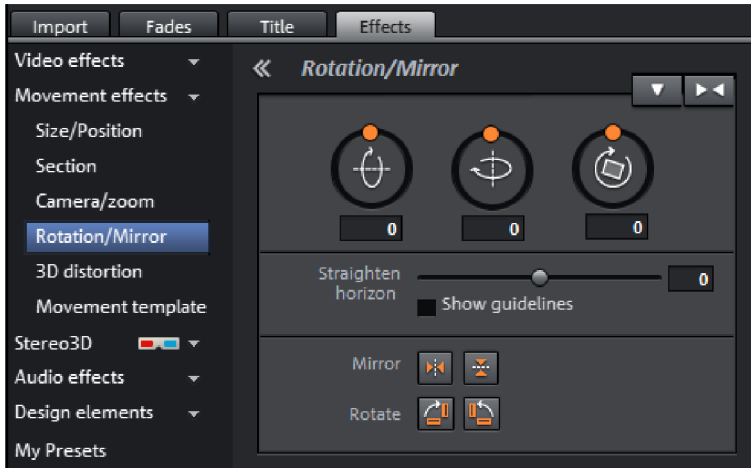 Import Fades Title Effects
Video effects
Movement effects
Size/Position
Section
Camera/zoom
Rotation/Mirror
3D distortion
Movement template
Stereo3D
Audio effects
Design elements
My Presets
Rotation/Mirror
0 0 0
Straighten
horizon
0
Show guidelines
Mirror
Rotate